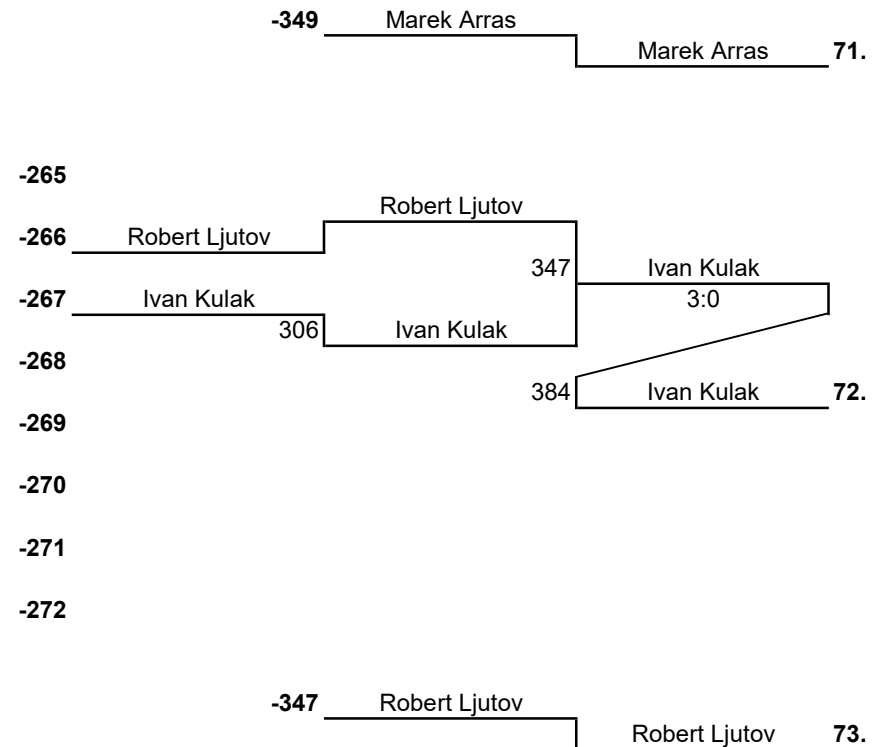 -349 Marek Arras
Marek Arras 71.
-265
Robert Ljutov
-266 Robert Ljutov
347 Ivan Kulak
-267 Ivan Kulak 3:0
306 Ivan Kulak
-268
384 Ivan Kulak 72.
-269
-270
-271
-272
-347 Robert Ljutov
Robert Ljutov 73.